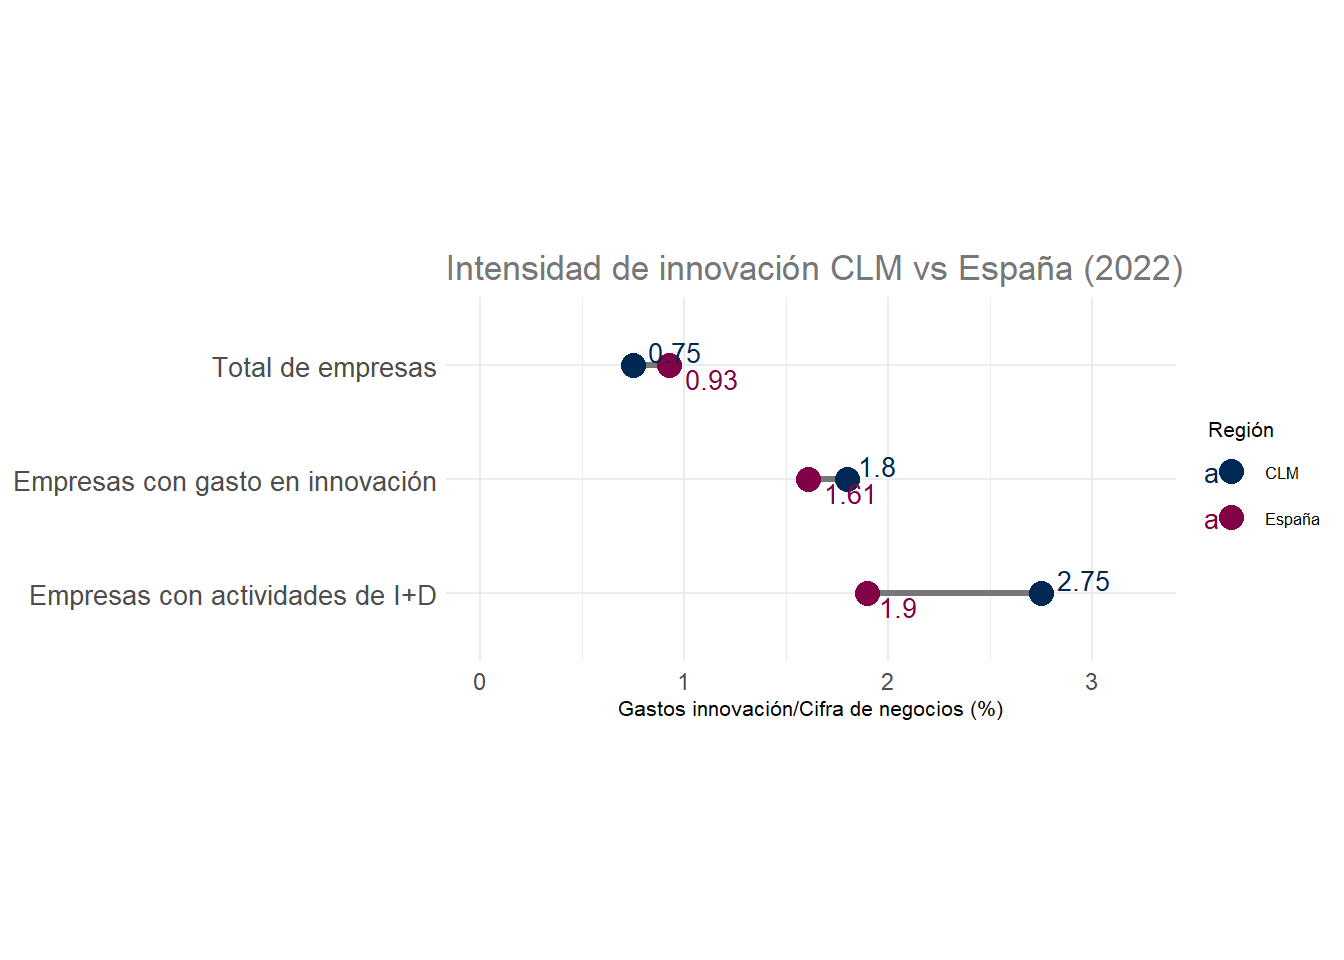 Intensidad de innovación CLM vs España (2022)
Total de empresas
0.75
0.93
Empresas con gasto en innovación
1.8
1.61
Empresas con actividades de I+D
2.75
1.9
0 1 2 3
Gastos innovación/Cifra de negocios (%)
Región
a CLM
a España